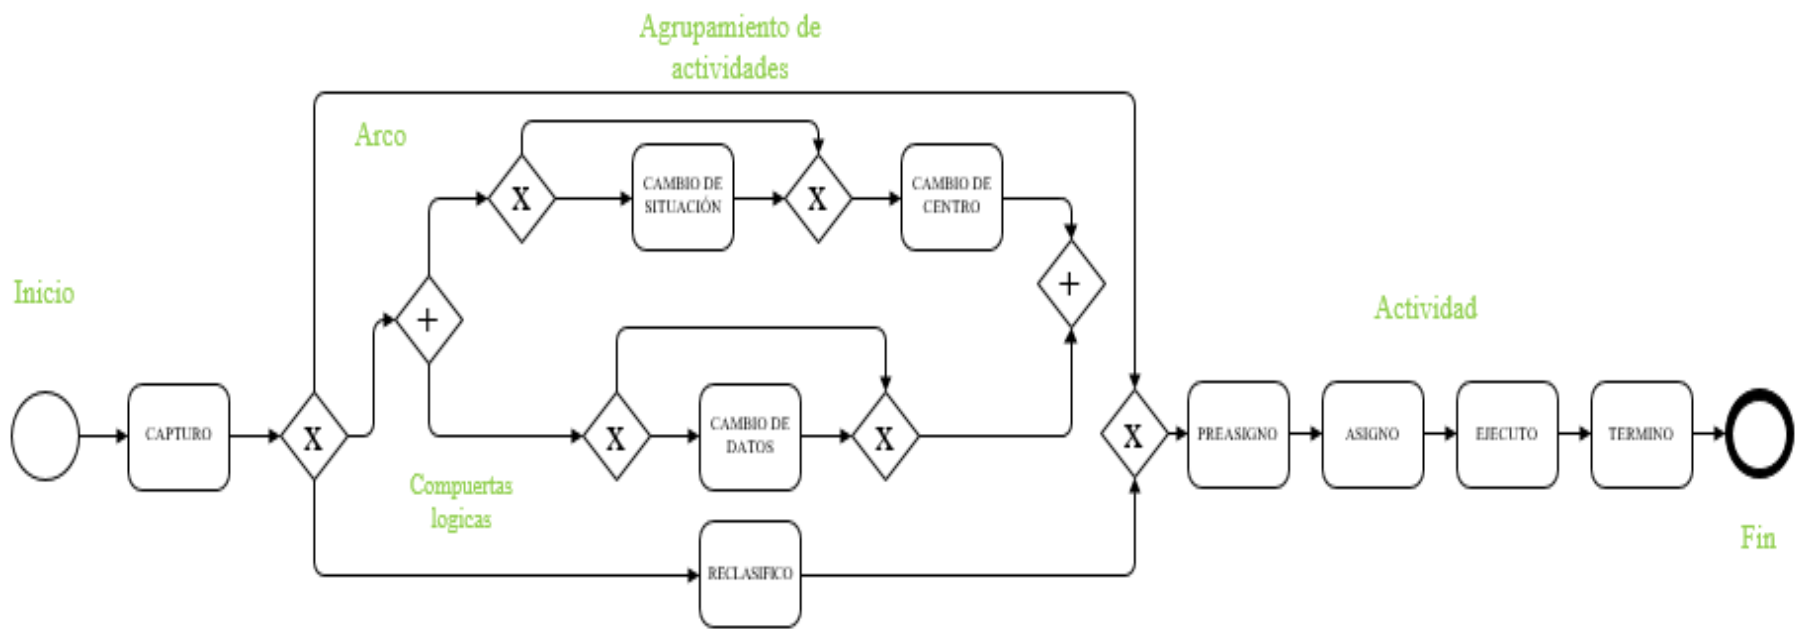 Agrupamiento de
actividades
Arco
X
CAMBIO DE
SITUACIÓN
X
CAMBIO DE
CENTRO
+
Inicio
+
Actividad
CAPTURO
X
X
CAMBIO DE
DATOS
X
X
PREASIGNO
ASIGNO
EJECUTO
TERMINO
Compuertas
logicas
RECLASIFICO
Fin